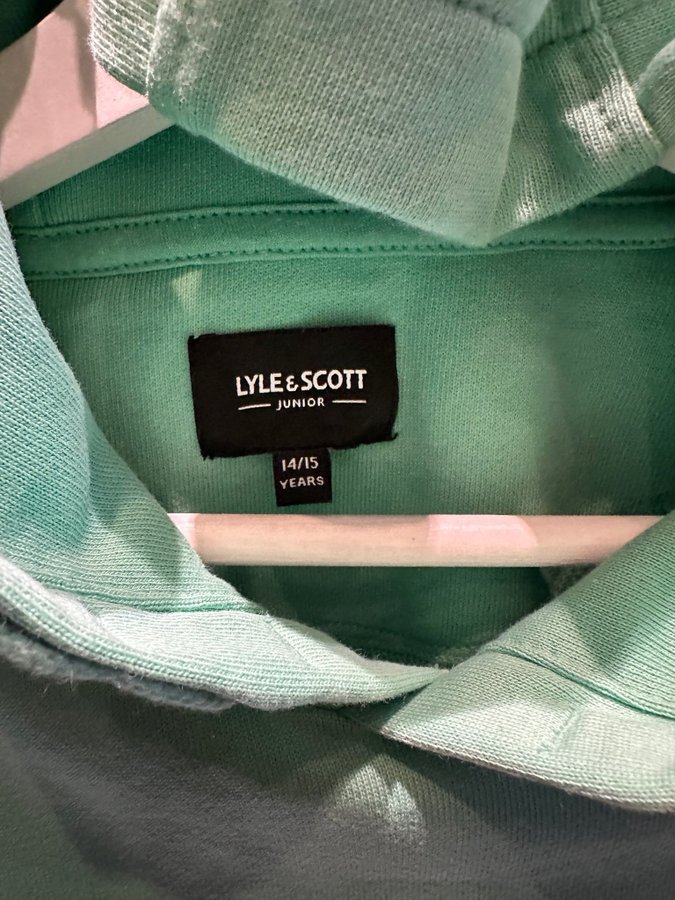 LYLE & SCOTT
JUNIOR
14/15
YEARS